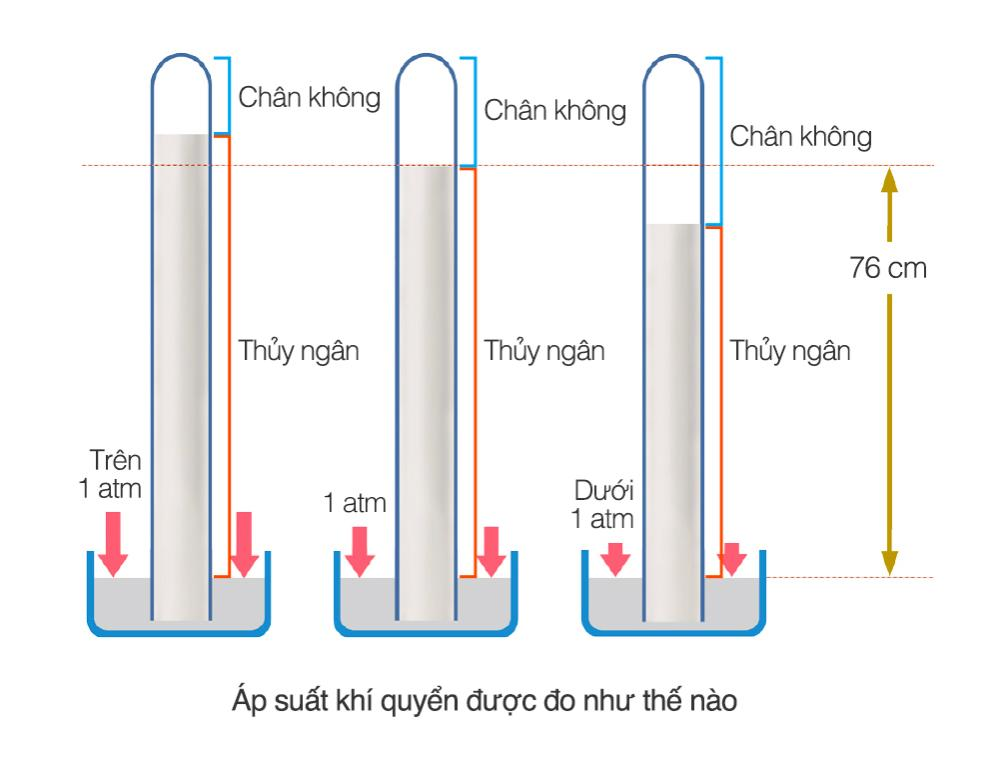 Chân không
Chân không
Chân không
76 cm
Thủy ngân
Thủy ngân
Thủy ngân
Trên
1 atm
1 atm
Dưới
1 atm
Áp suất khí quyển được đo như thế nào